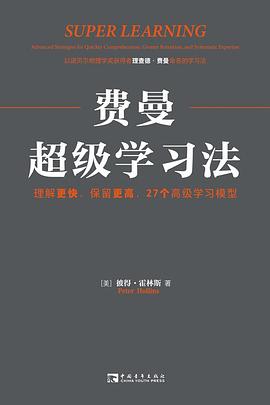 SUPER LEARNING
Advanced Strategies for Quicker Comprehension, Greater Retention, and Systematic Expertise
以诺贝尔物理学奖获得者理查德·费曼命名的学习法
费曼
超级学习法
理解更快,保留更高,27个高级学习模型
[美] 彼得·霍林斯 著
Peter Hollins
中国青年出版社
CHINA YOUTH PRESS